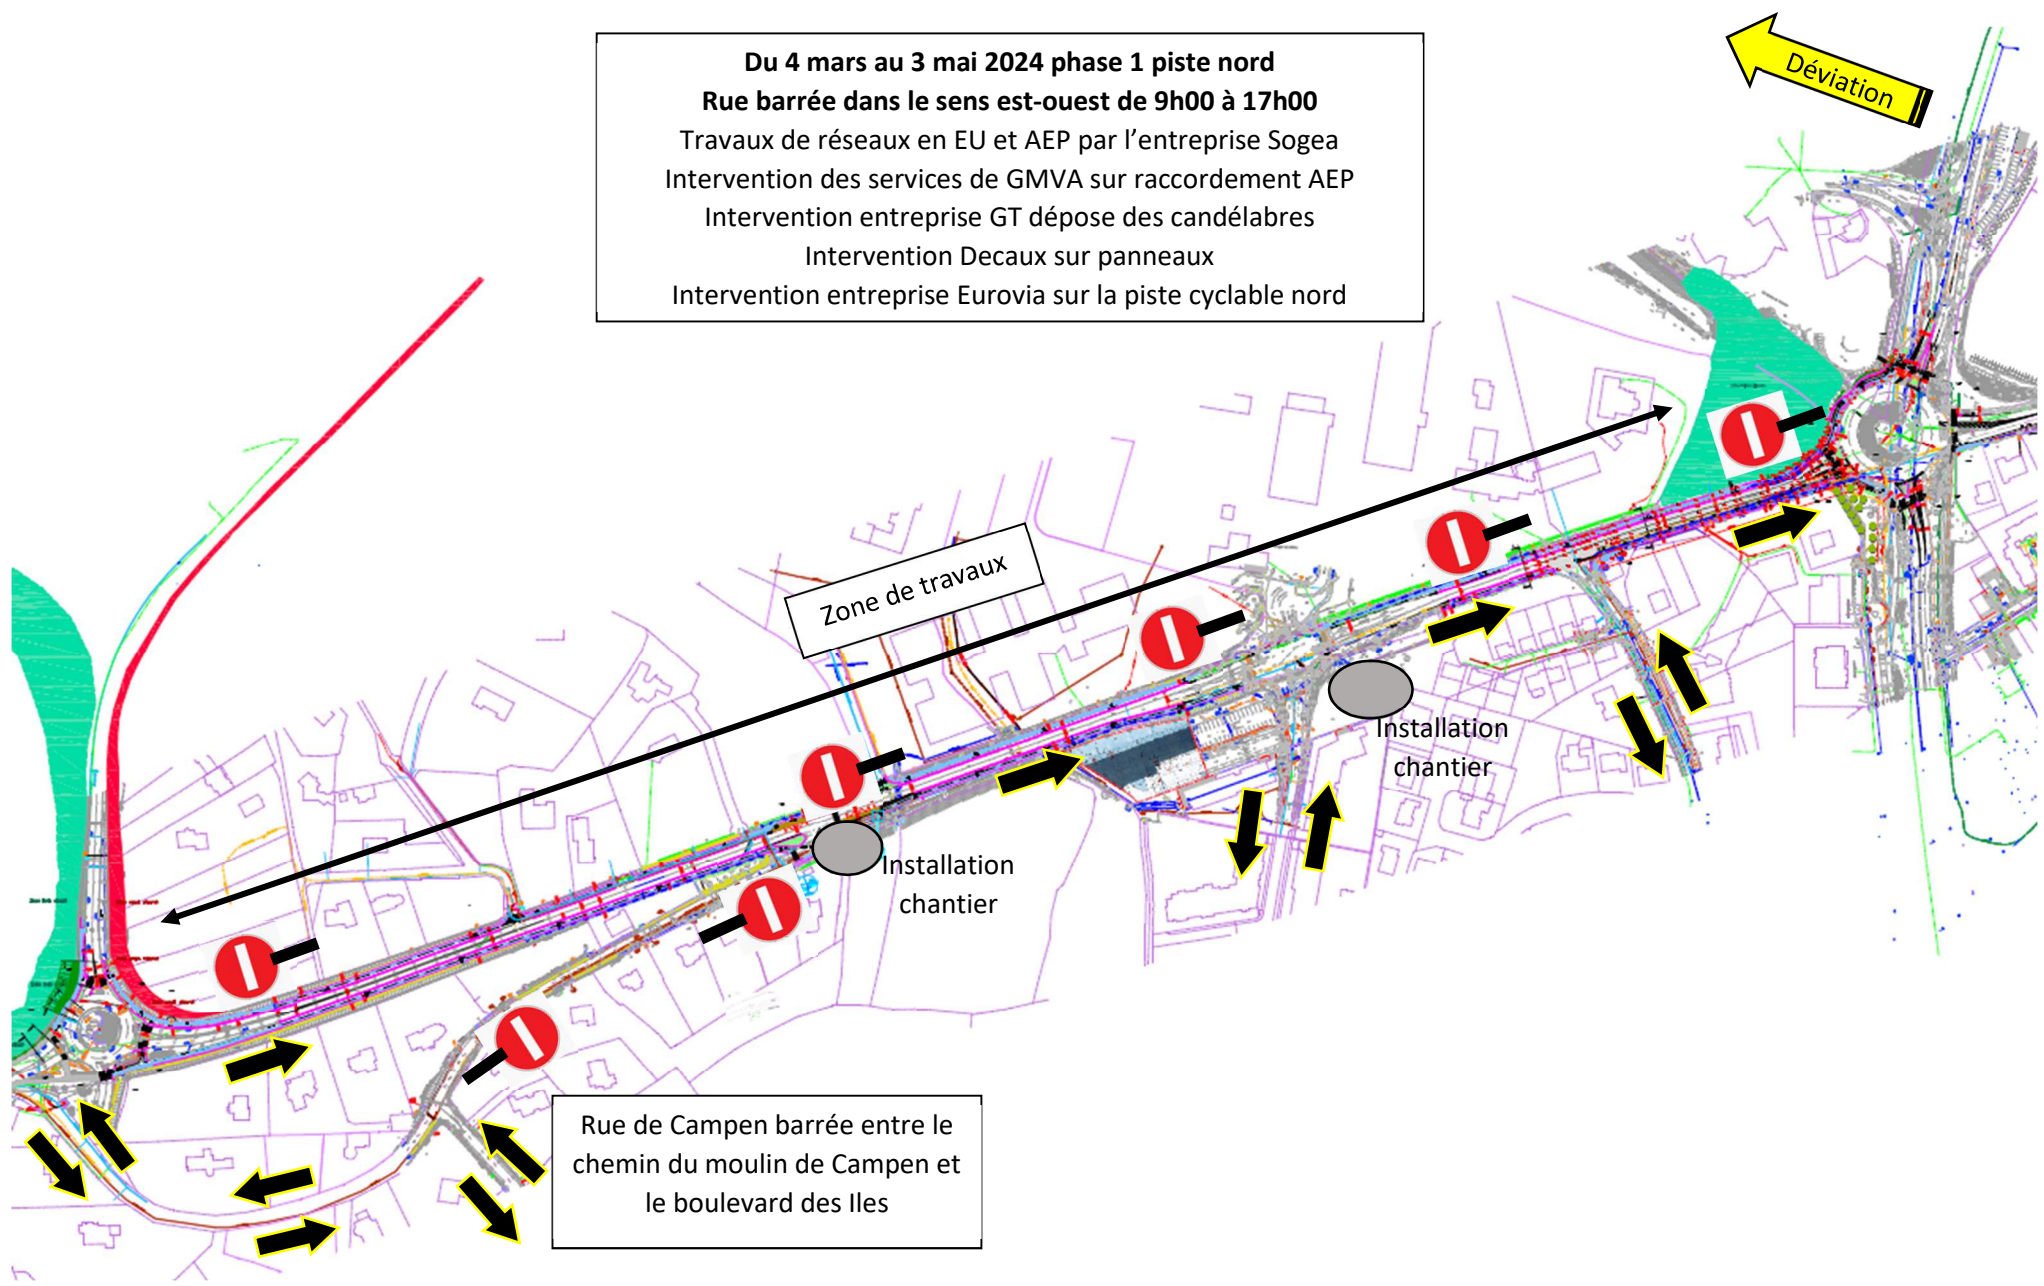 Du 4 mars au 3 mai 2024 phase 1 piste nord
Rue barrée dans le sens est-ouest de 9h00 à 17h00
Travaux de réseaux en EU et AEP par l’entreprise Sogea
Intervention des services de GMVA sur raccordement AEP
Intervention entreprise GT dépose des candélabres
Intervention Decaux sur panneaux
Intervention entreprise Eurovia sur la piste cyclable nord
Déviation
Zone de travaux
Installation
chantier
Installation
chantier
Rue de Campen barrée entre le
chemin du moulin de Campen et
le boulevard des Iles